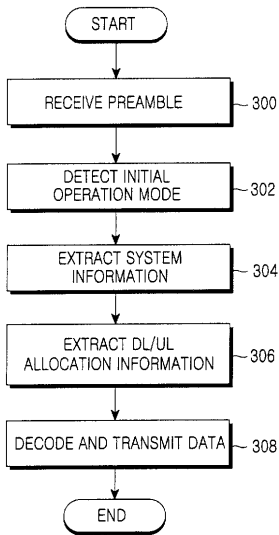 START
RECEIVE PREAMBLE
300
DETECT INITIAL
OPERATION MODE
302
EXTRACT SYSTEM
INFORMATION
304
EXTRACT DL/UL
ALLOCATION INFORMATION
306
DECODE AND TRANSMIT DATA
308
END